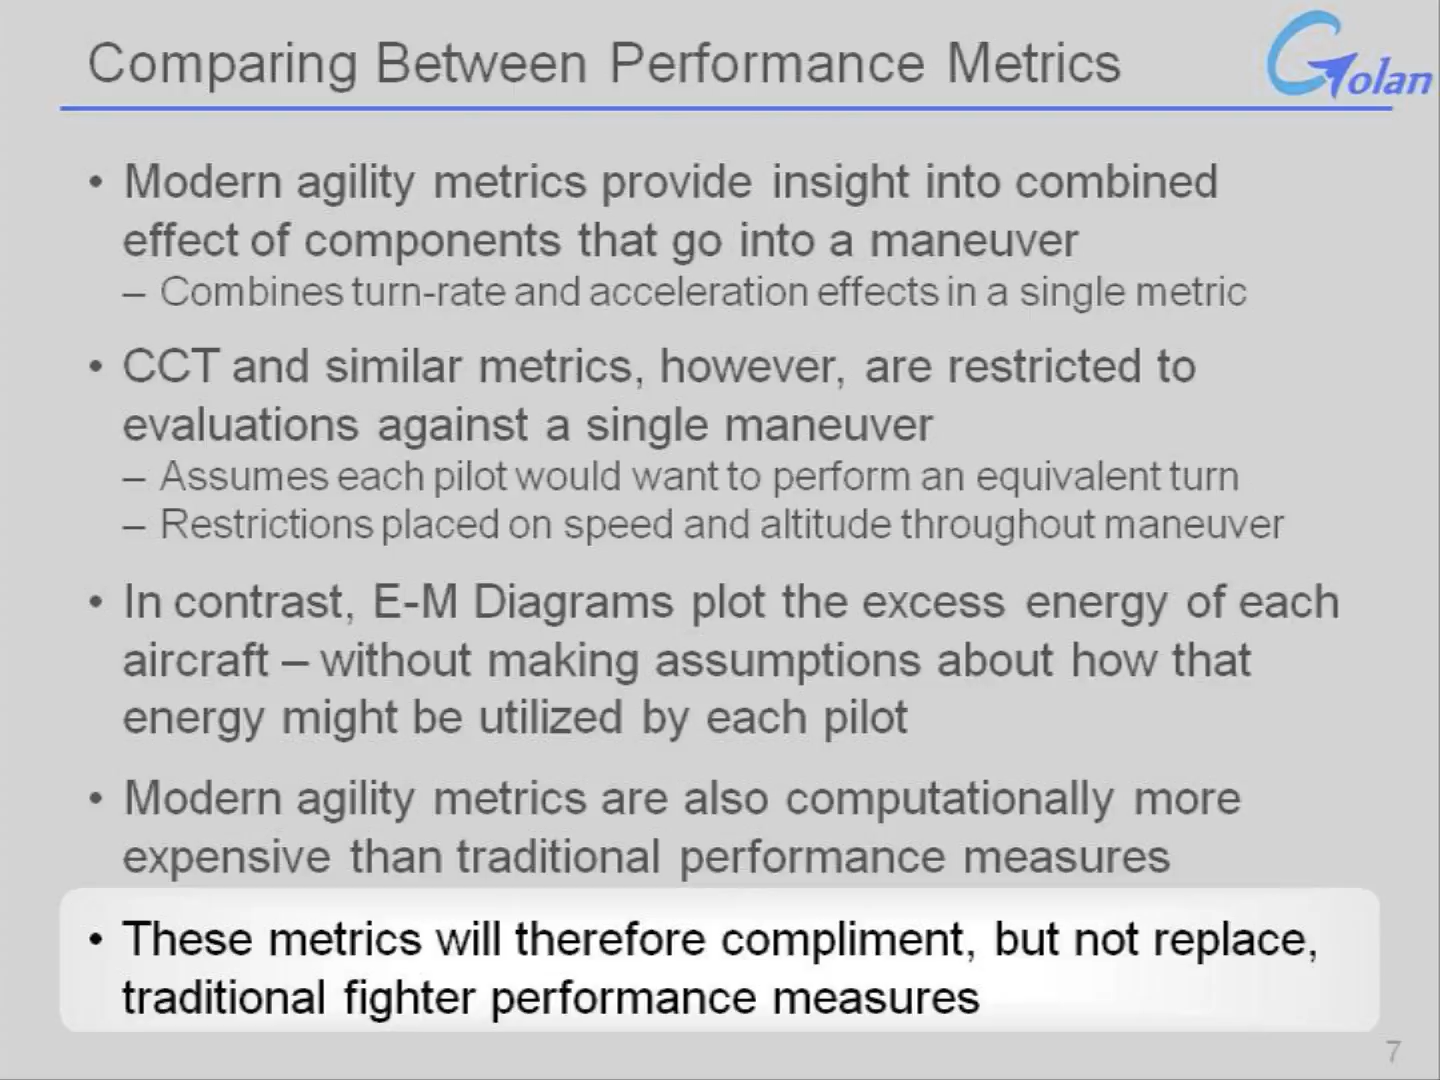 Comparing Between Performance Metrics
Golan
• Modern agility metrics provide insight into combined
effect of components that go into a maneuver
– Combines turn-rate and acceleration effects in a single metric
• CCT and similar metrics, however, are restricted to
evaluations against a single maneuver
– Assumes each pilot would want to perform an equivalent turn
– Restrictions placed on speed and altitude throughout maneuver
• In contrast, E-M Diagrams plot the excess energy of each
aircraft – without making assumptions about how that
energy might be utilized by each pilot
• Modern agility metrics are also computationally more
expensive than traditional performance measures
• These metrics will therefore compliment, but not replace,
traditional fighter performance measures
7